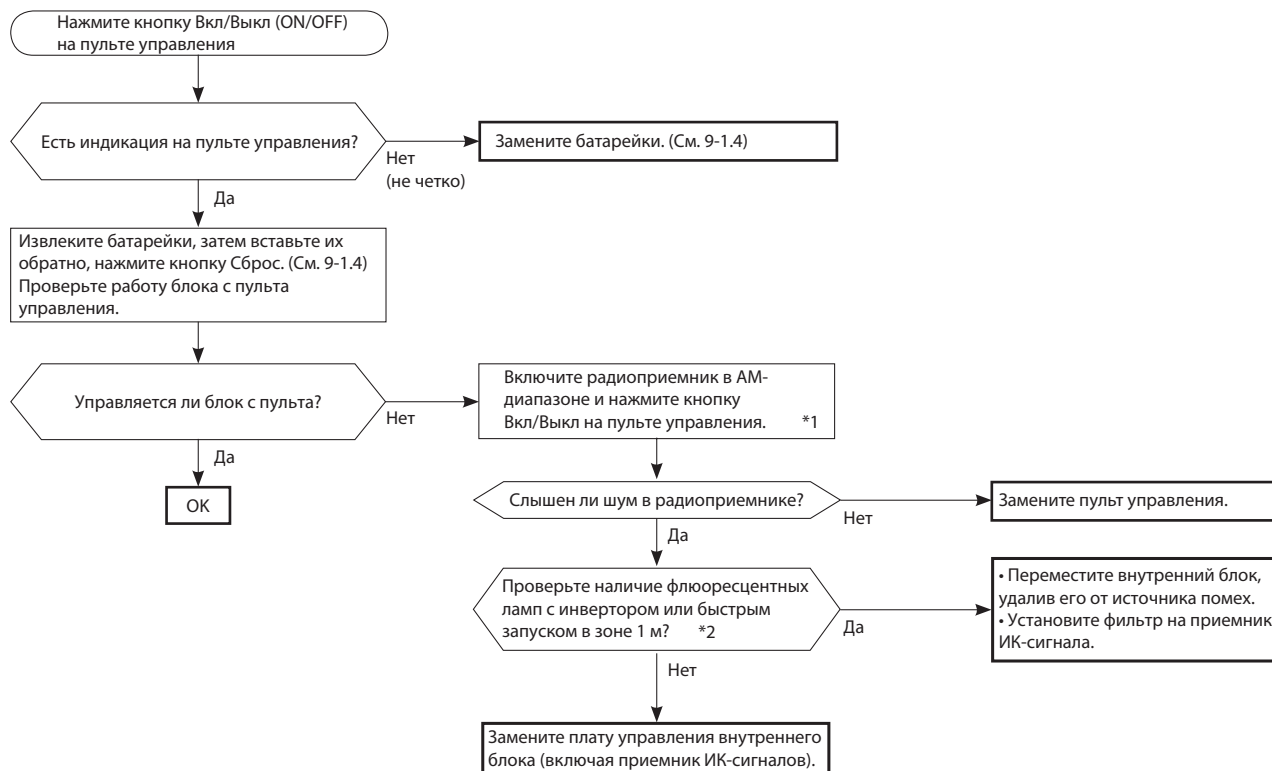 Нажмите кнопку Вкл/Выкл (ON/OFF)
на пульте управления
Есть индикация на пульте управления?
Нет
(не четко)
Замените батарейки. (См. 9-1.4)
Да
Извлеките батарейки, затем вставьте их
обратно, нажмите кнопку Сброс. (См. 9-1.4)
Проверьте работу блока с пульта
управления.
Управляется ли блок с пульта?
Нет
Включите радиоприемник в АМ-
диапазоне и нажмите кнопку
Вкл/Выкл на пульте управления. *1
Да
OK
Слышен ли шум в радиоприемнике?
Нет
Замените пульт управления.
Да
Проверьте наличие флюоресцентных
ламп с инвертором или быстрым
запуском в зоне 1 м? *2
Да
• Переместите внутренний блок,
удалив его от источника помех.
• Установите фильтр на приемник
ИК-сигнала.
Нет
Замените плату управления внутреннего
блока (включая приемник ИК-сигналов).